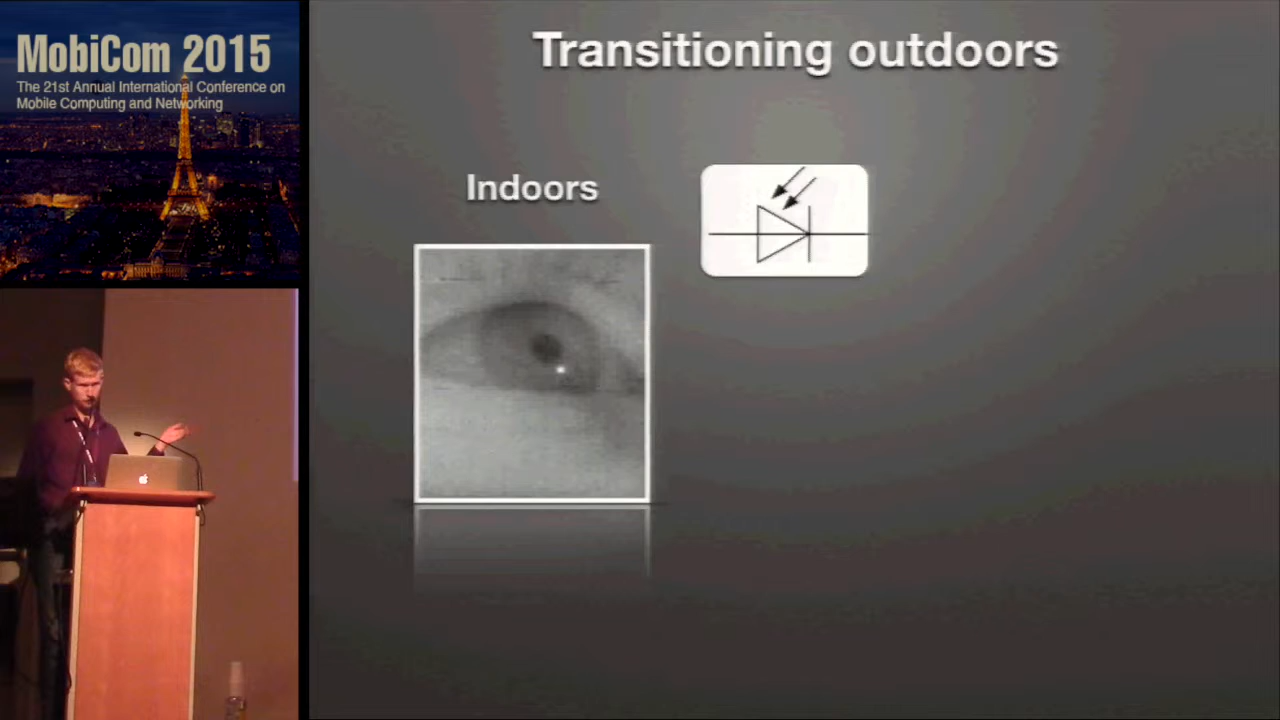 MobiCom 2015
The 21st Annual International Conference on
Mobile Computing and Networking
Transitioning outdoors
Indoors